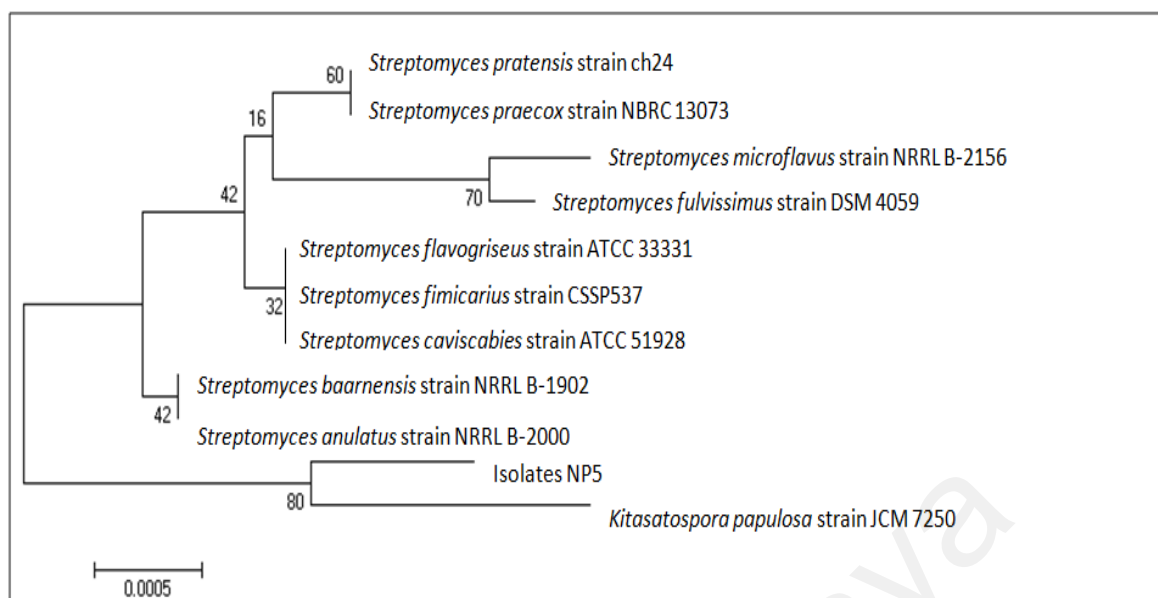 Streptomyces pratensis strain ch24
60
Streptomyces praecox strain NBRC 13073
16
Streptomyces microflavus strain NRRL B-2156
70
Streptomyces fulvissimus strain DSM 4059
42
Streptomyces flavogriseus strain ATCC 33331
Streptomyces fimicarius strain CSSP537
32
Streptomyces caviscabies strain ATCC 51928
Streptomyces baarnensis strain NRRL B-1902
42
Streptomyces anulatus strain NRRL B-2000
Isolates NP5
80
Kitasatospora papulosa strain JCM 7250
0.0005